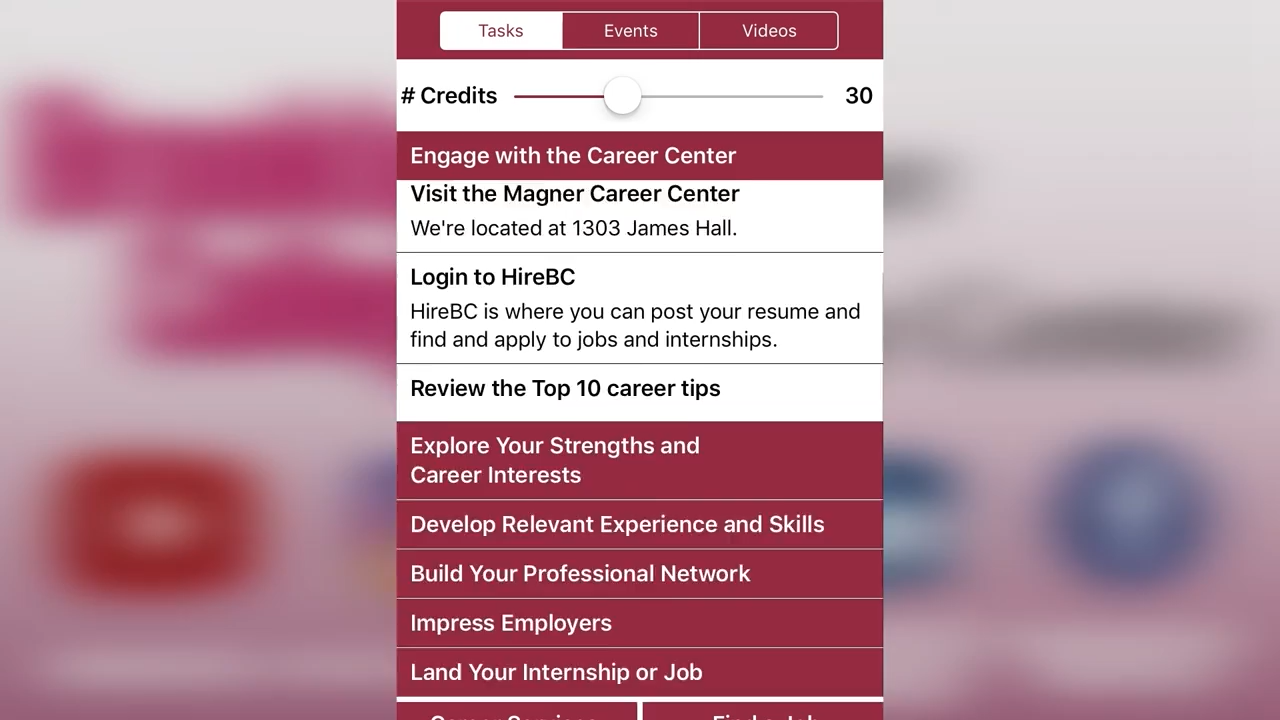 Tasks Events Videos
# Credits 30
Engage with the Career Center
Visit the Magner Career Center
We're located at 1303 James Hall.
Login to HireBC
HireBC is where you can post your resume and
find and apply to jobs and internships.
Review the Top 10 career tips
Explore Your Strengths and
Career Interests
Develop Relevant Experience and Skills
Build Your Professional Network
Impress Employers
Land Your Internship or Job